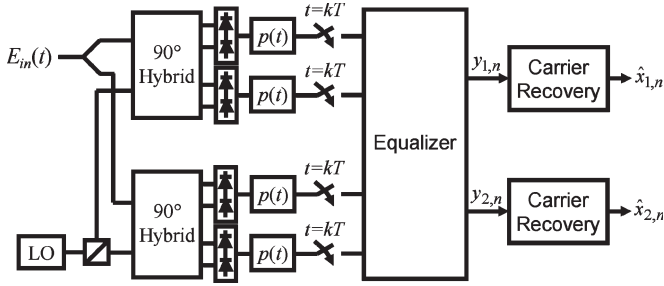 E_in(t)
90°
Hybrid
p(t)
t=kT
p(t)
t=kT
90°
Hybrid
p(t)
t=kT
p(t)
t=kT
LO
Equalizer
y_1,n
Carrier
Recovery
x̂_1,n
y_2,n
Carrier
Recovery
x̂_2,n